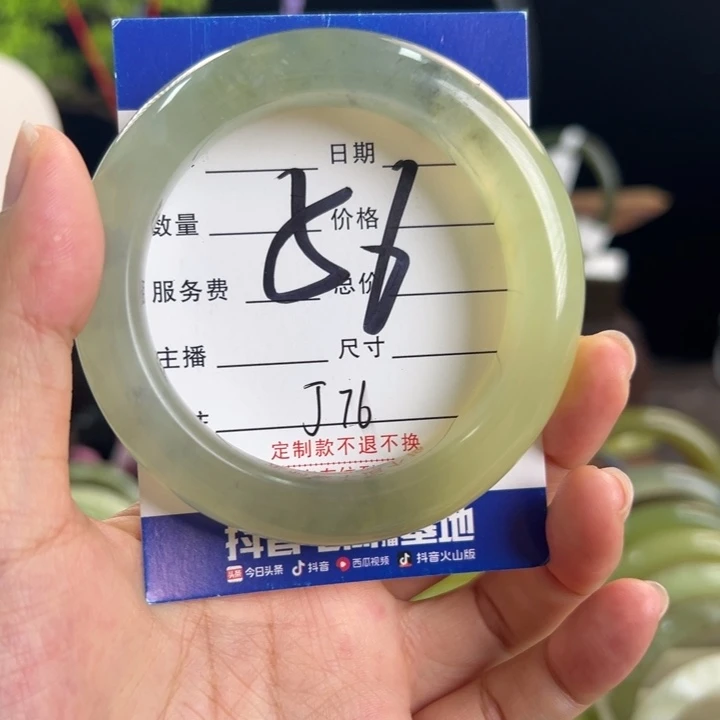 日期
56
数量 价格
服务费 总价
主播 尺寸
J76
定制款不退不换
今日头条 抖音 西瓜视频 抖音火山版